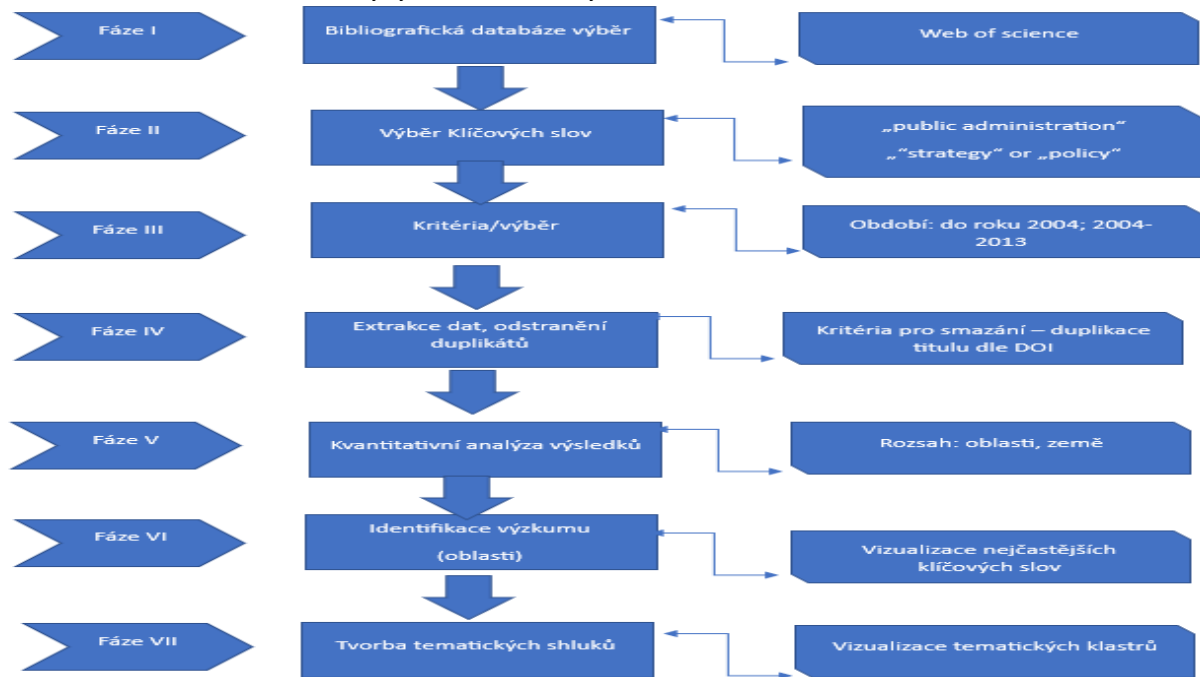 Fáze I
Bibliografická databáze výběr
Web of science
Fáze II
Výběr Klíčových slov
„public administration“
„“strategy“ or „policy“
Fáze III
Kritéria/výběr
Období: do roku 2004; 2004-
2013
Fáze IV
Extrakce dat, odstranění
duplikátů
Kritéria pro smazání – duplikace
titulu dle DOI
Fáze V
Kvantitativní analýza výsledků
Rozsah: oblasti, země
Fáze VI
Identifikace výzkumu
(oblasti)
Vizualizace nejčastějších
klíčových slov
Fáze VII
Tvorba tematických shluků
Vizualizace tematických klastrů